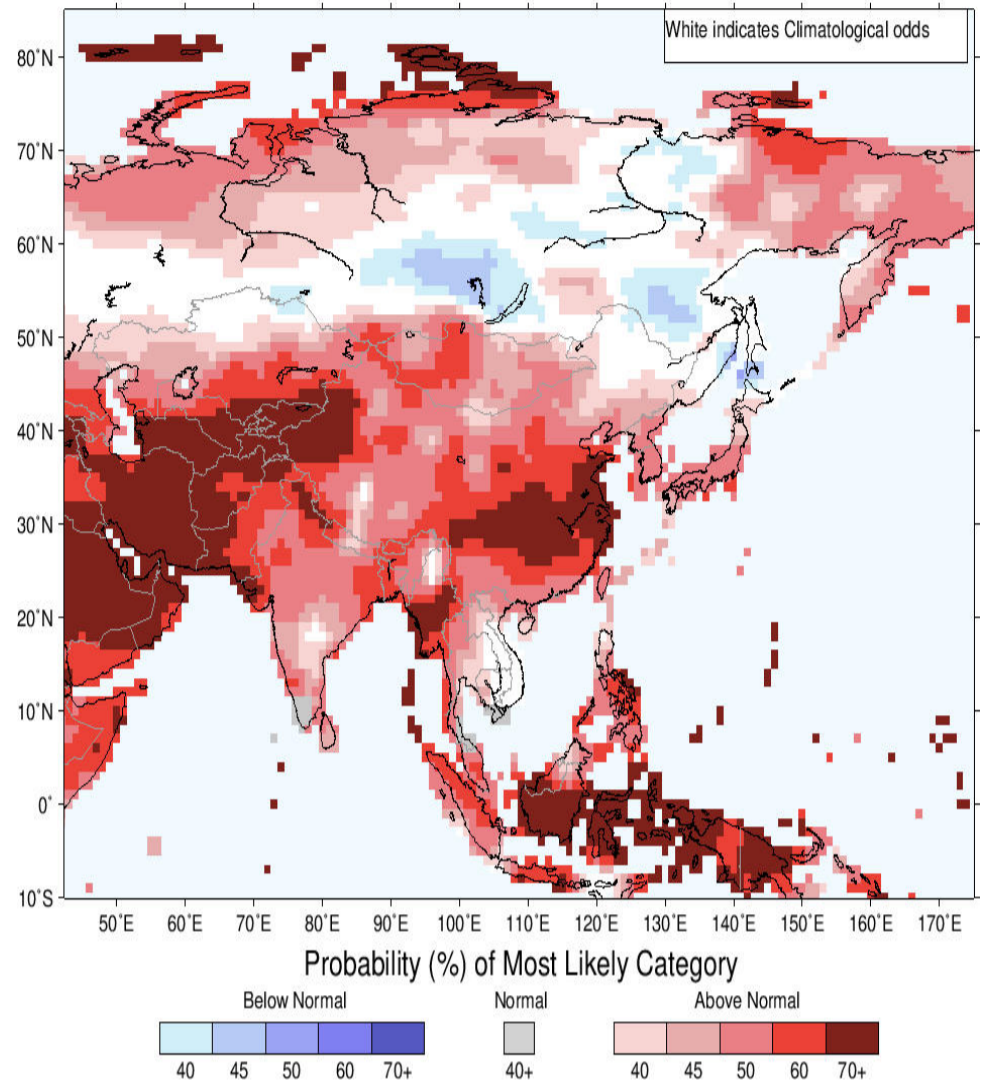 White indicates Climatological odds
80˚N
70˚N
60˚N
50˚N
40˚N
30˚N
20˚N
10˚N
0˚
10˚S
50˚E 60˚E 70˚E 80˚E 90˚E 100˚E 110˚E 120˚E 130˚E 140˚E 150˚E 160˚E 170˚E
Probability (%) of Most Likely Category
Below Normal Normal Above Normal
40 45 50 60 70+ 40+ 40 45 50 60 70+